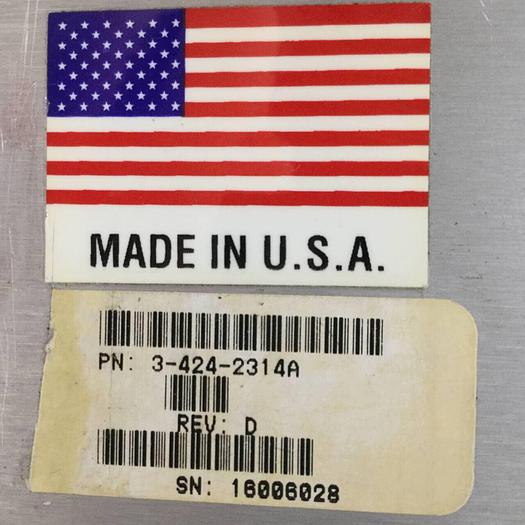 MADE IN U.S.A.
PN: 3-424-2314A
REV: D
SN: 16006028